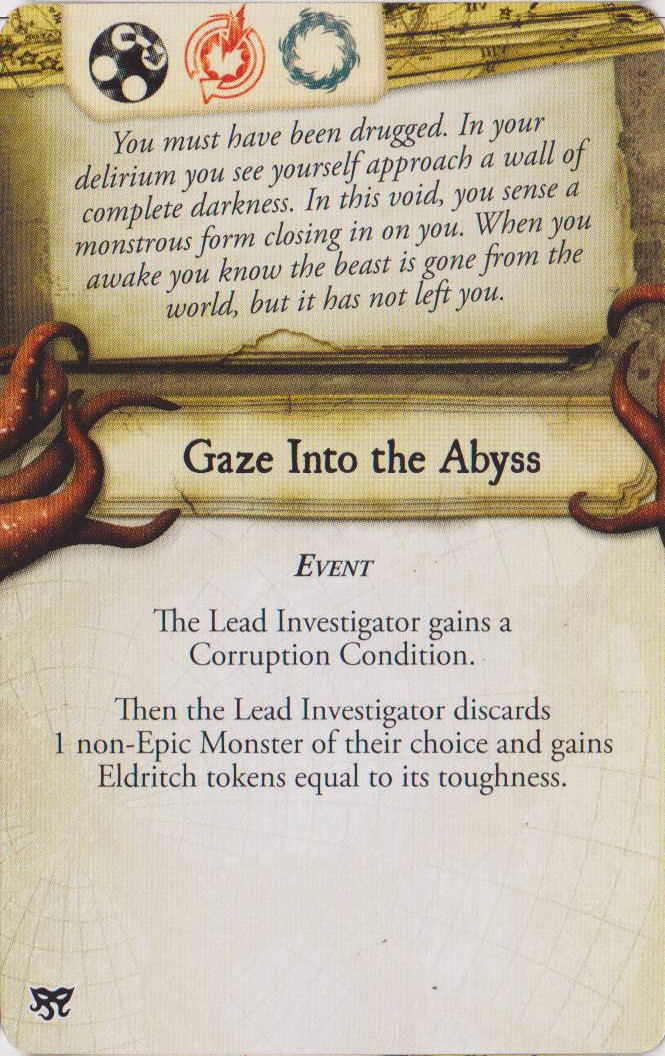 You must have been drugged. In your
delirium you see yourself approach a wall of
complete darkness. In this void, you sense a
monstrous form closing in on you. When you
awake you know the beast is gone from the
world, but it has not left you.
Gaze Into the Abyss
Event
The Lead Investigator gains a
Corruption Condition.
Then the Lead Investigator discards
1 non-Epic Monster of their choice and gains
Eldritch tokens equal to its toughness.